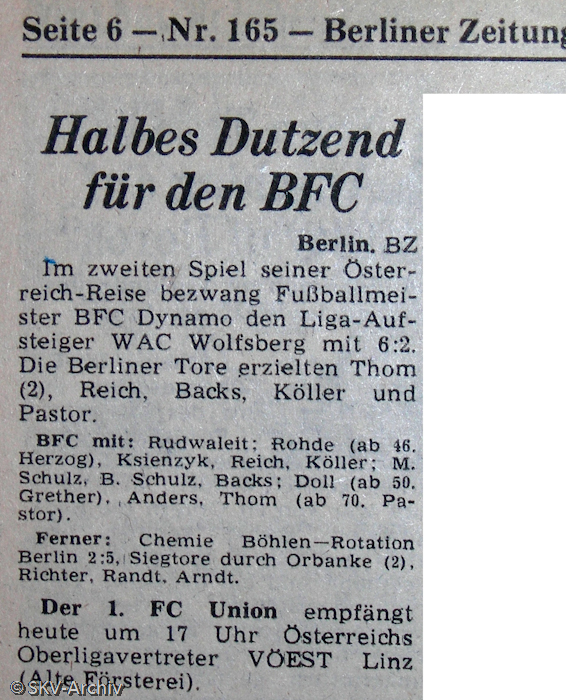 Seite 6 — Nr. 165 — Berliner Zeitung
Halbes Dutzend
für den BFC
Berlin. BZ
Im zweiten Spiel seiner Öster-
reich-Reise bezwang Fußballmei-
ster BFC Dynamo den Liga-Auf-
steiger WAC Wolfsberg mit 6:2.
Die Berliner Tore erzielten Thom
(2), Reich, Backs, Köller und
Pastor.
BFC mit: Rudwaleit; Rohde (ab 46.
Herzog), Ksienzyk, Reich, Köller; M.
Schulz, B. Schulz, Backs; Doll (ab 50.
Grether), Anders, Thom (ab 70. Pa-
stor).
Ferner: Chemie Böhlen—Rotation
Berlin 2:5, Siegtore durch Orbanke (2),
Richter, Randt, Arndt.
Der 1. FC Union empfängt
heute um 17 Uhr Österreichs
Oberligavertreter VÖEST Linz
(Alte Försterei).
© SKV-Archiv